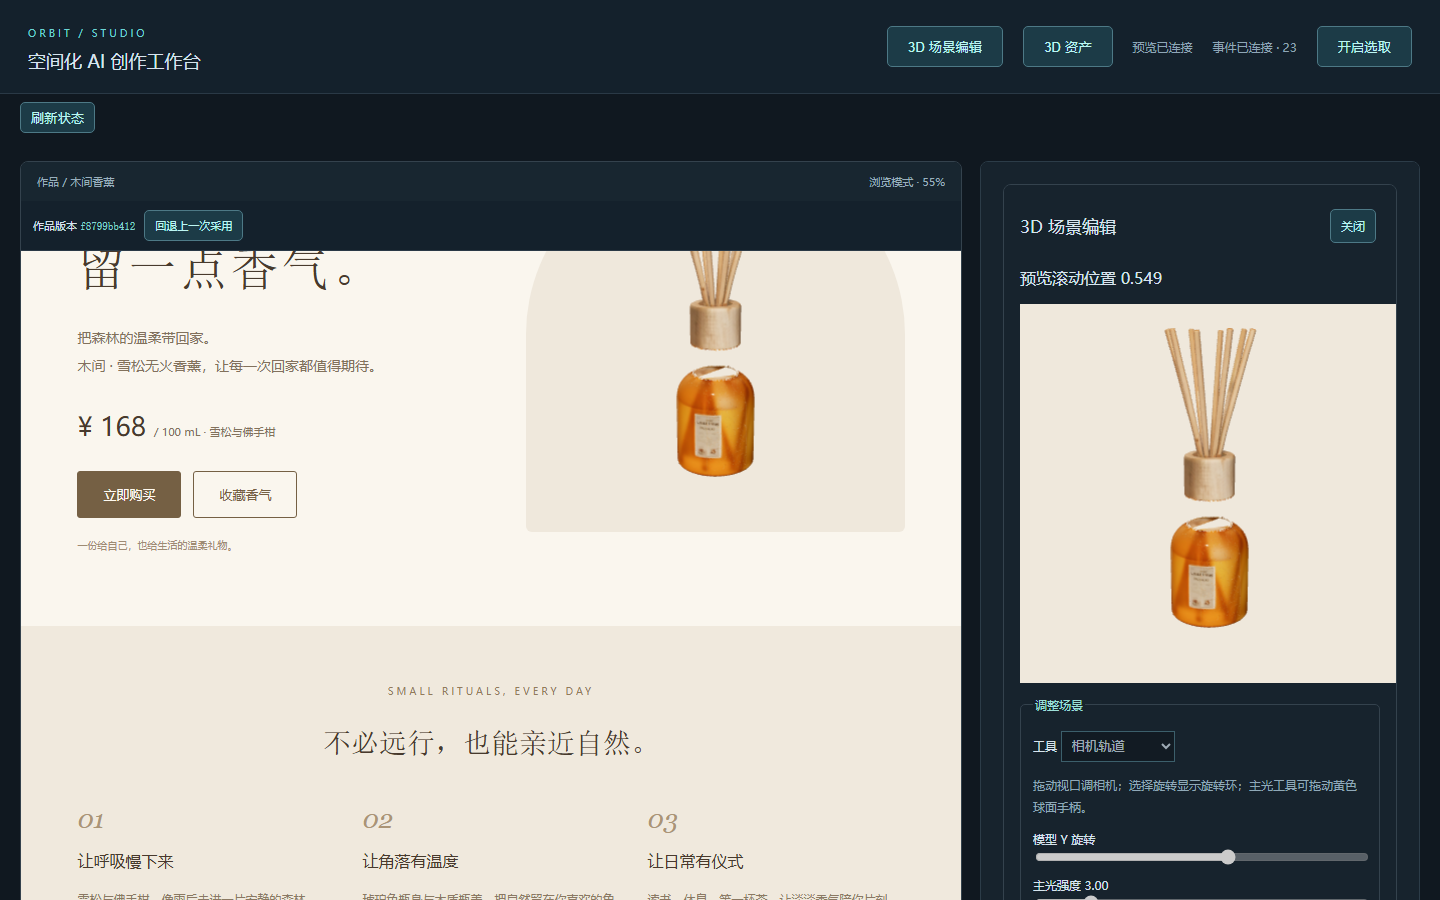 ORBIT / STUDIO
空间化 AI 创作工作台
3D 场景编辑
3D 资产
预览已连接
事件已连接 · 23
开启选取
刷新状态
作品 / 木间香薰
浏览模式 · 55%
作品版本 f8799bb412
回退上一次采用
留一点香气。
把森林的温柔带回家。
木间 · 雪松无火香薰，让每一次回家都值得期待。
¥ 168 / 100 mL · 雪松与佛手柑
立即购买
收藏香气
一份给自己，也给生活的温柔礼物。
SMALL RITUALS, EVERY DAY
不必远行，也能亲近自然。
01
02
03
让呼吸慢下来
让角落有温度
让日常有仪式
3D 场景编辑
关闭
预览滚动位置 0.549
调整场景
工具 相机轨道
拖动视口调相机；选择旋转显示旋转环；主光工具可拖动黄色
球面手柄。
模型 Y 旋转
主光强度 3.00